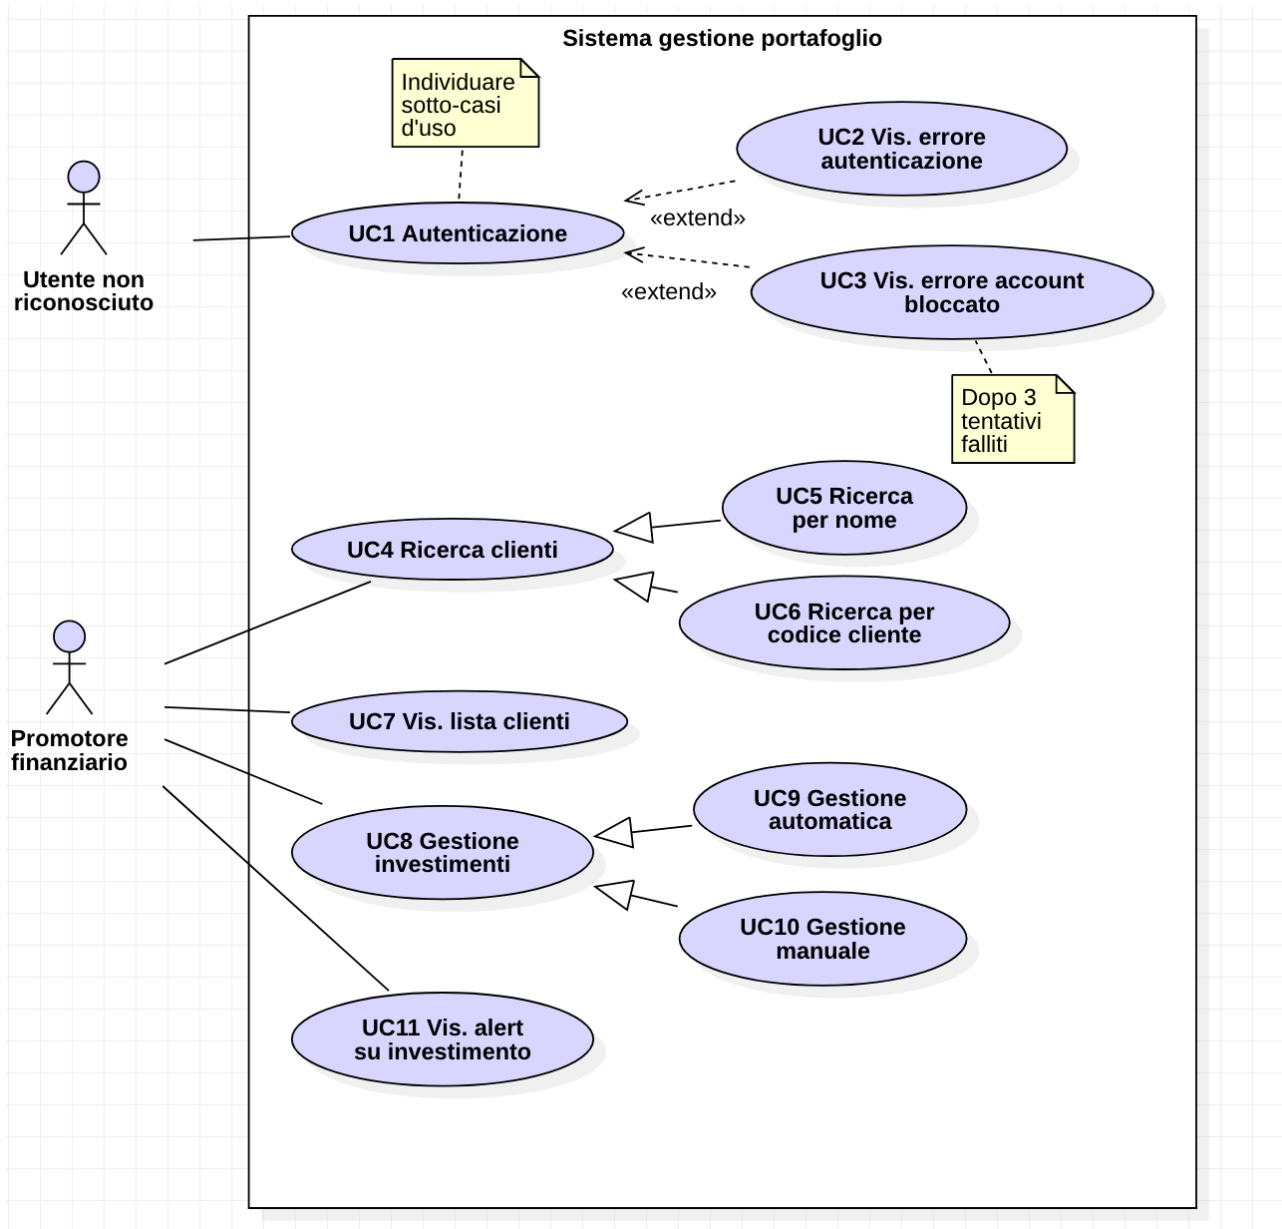 Sistema gestione portafoglio
Individuare
sotto-casi
d'uso
UC2 Vis. errore
autenticazione
«extend»
UC1 Autenticazione
Utente non
riconosciuto
UC3 Vis. errore account
bloccato
«extend»
Dopo 3
tentativi
falliti
UC5 Ricerca
per nome
UC4 Ricerca clienti
UC6 Ricerca per
codice cliente
UC7 Vis. lista clienti
Promotore
finanziario
UC9 Gestione
automatica
UC8 Gestione
investimenti
UC10 Gestione
manuale
UC11 Vis. alert
su investimento